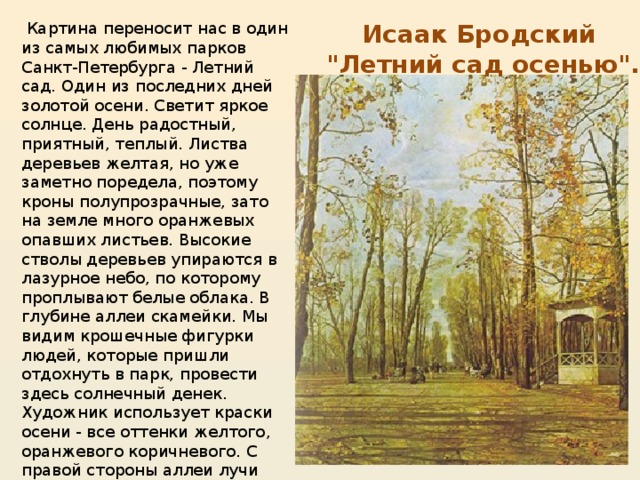 Исаак Бродский
"Летний сад осенью".
Картина переносит нас в один
из самых любимых парков
Санкт-Петербурга - Летний
сад. Один из последних дней
золотой осени. Светит яркое
солнце. День радостный,
приятный, теплый. Листва
деревьев желтая, но уже
заметно поредела, поэтому
кроны полупрозрачные, зато
на земле много оранжевых
опавших листьев. Высокие
стволы деревьев упираются в
лазурное небо, по которому
проплывают белые облака. В
глубине аллеи скамейки. Мы
видим крошечные фигурки
людей, которые пришли
отдохнуть в парк, провести
здесь солнечный денек.
Художник использует краски
осени - все оттенки желтого,
оранжевого коричневого. С
правой стороны аллеи лучи